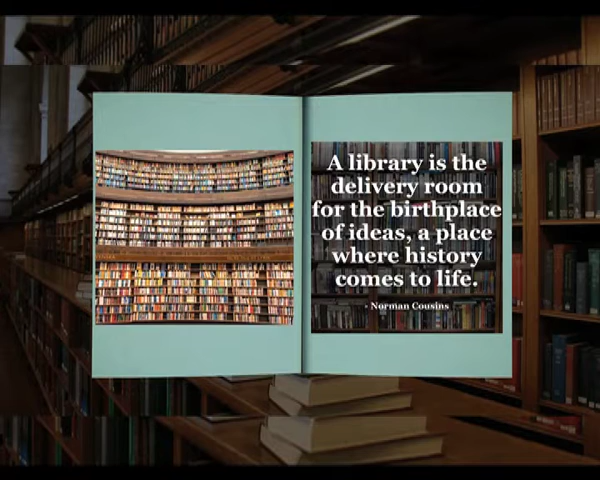 A library is the
delivery room
for the birthplace
of ideas, a place
where history
comes to life.
- Norman Cousins